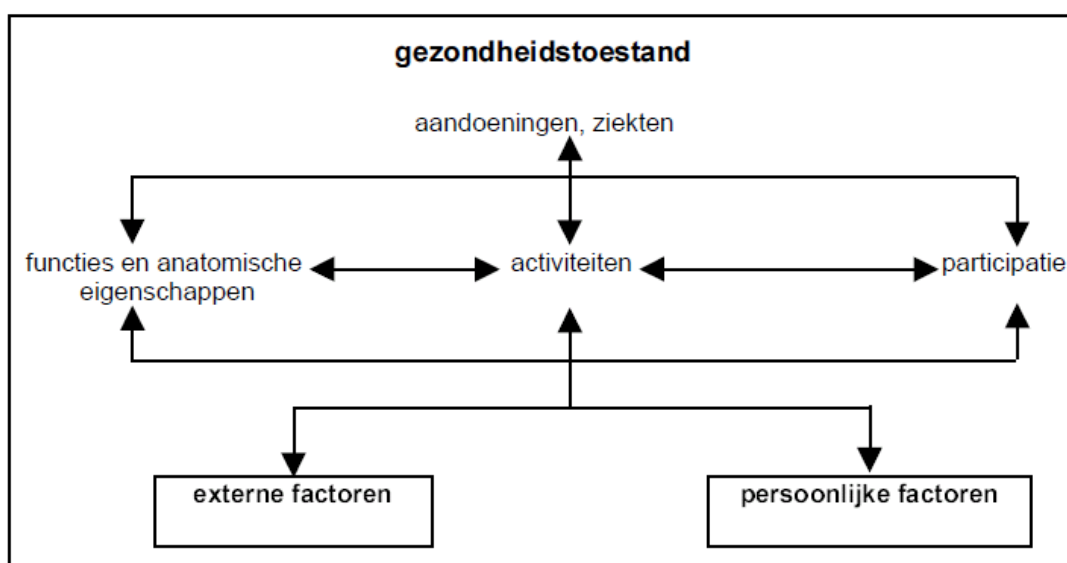 gezondheidstoestand
aandoeningen, ziekten
functies en anatomische
eigenschappen
activiteiten
participatie
externe factoren
persoonlijke factoren